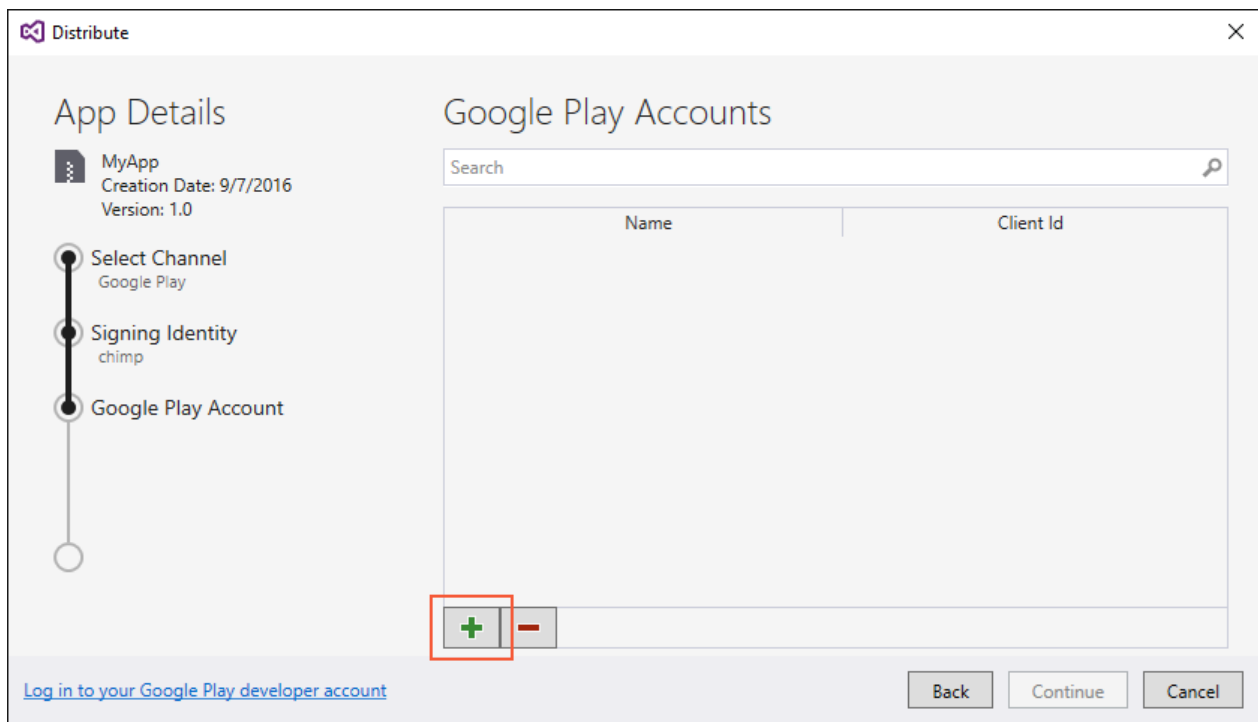 Distribute
App Details
MyApp
Creation Date: 9/7/2016
Version: 1.0
Select Channel
Google Play
Signing Identity
chimp
Google Play Account
Google Play Accounts
Search
Name Client Id
Log in to your Google Play developer account
Back Continue Cancel